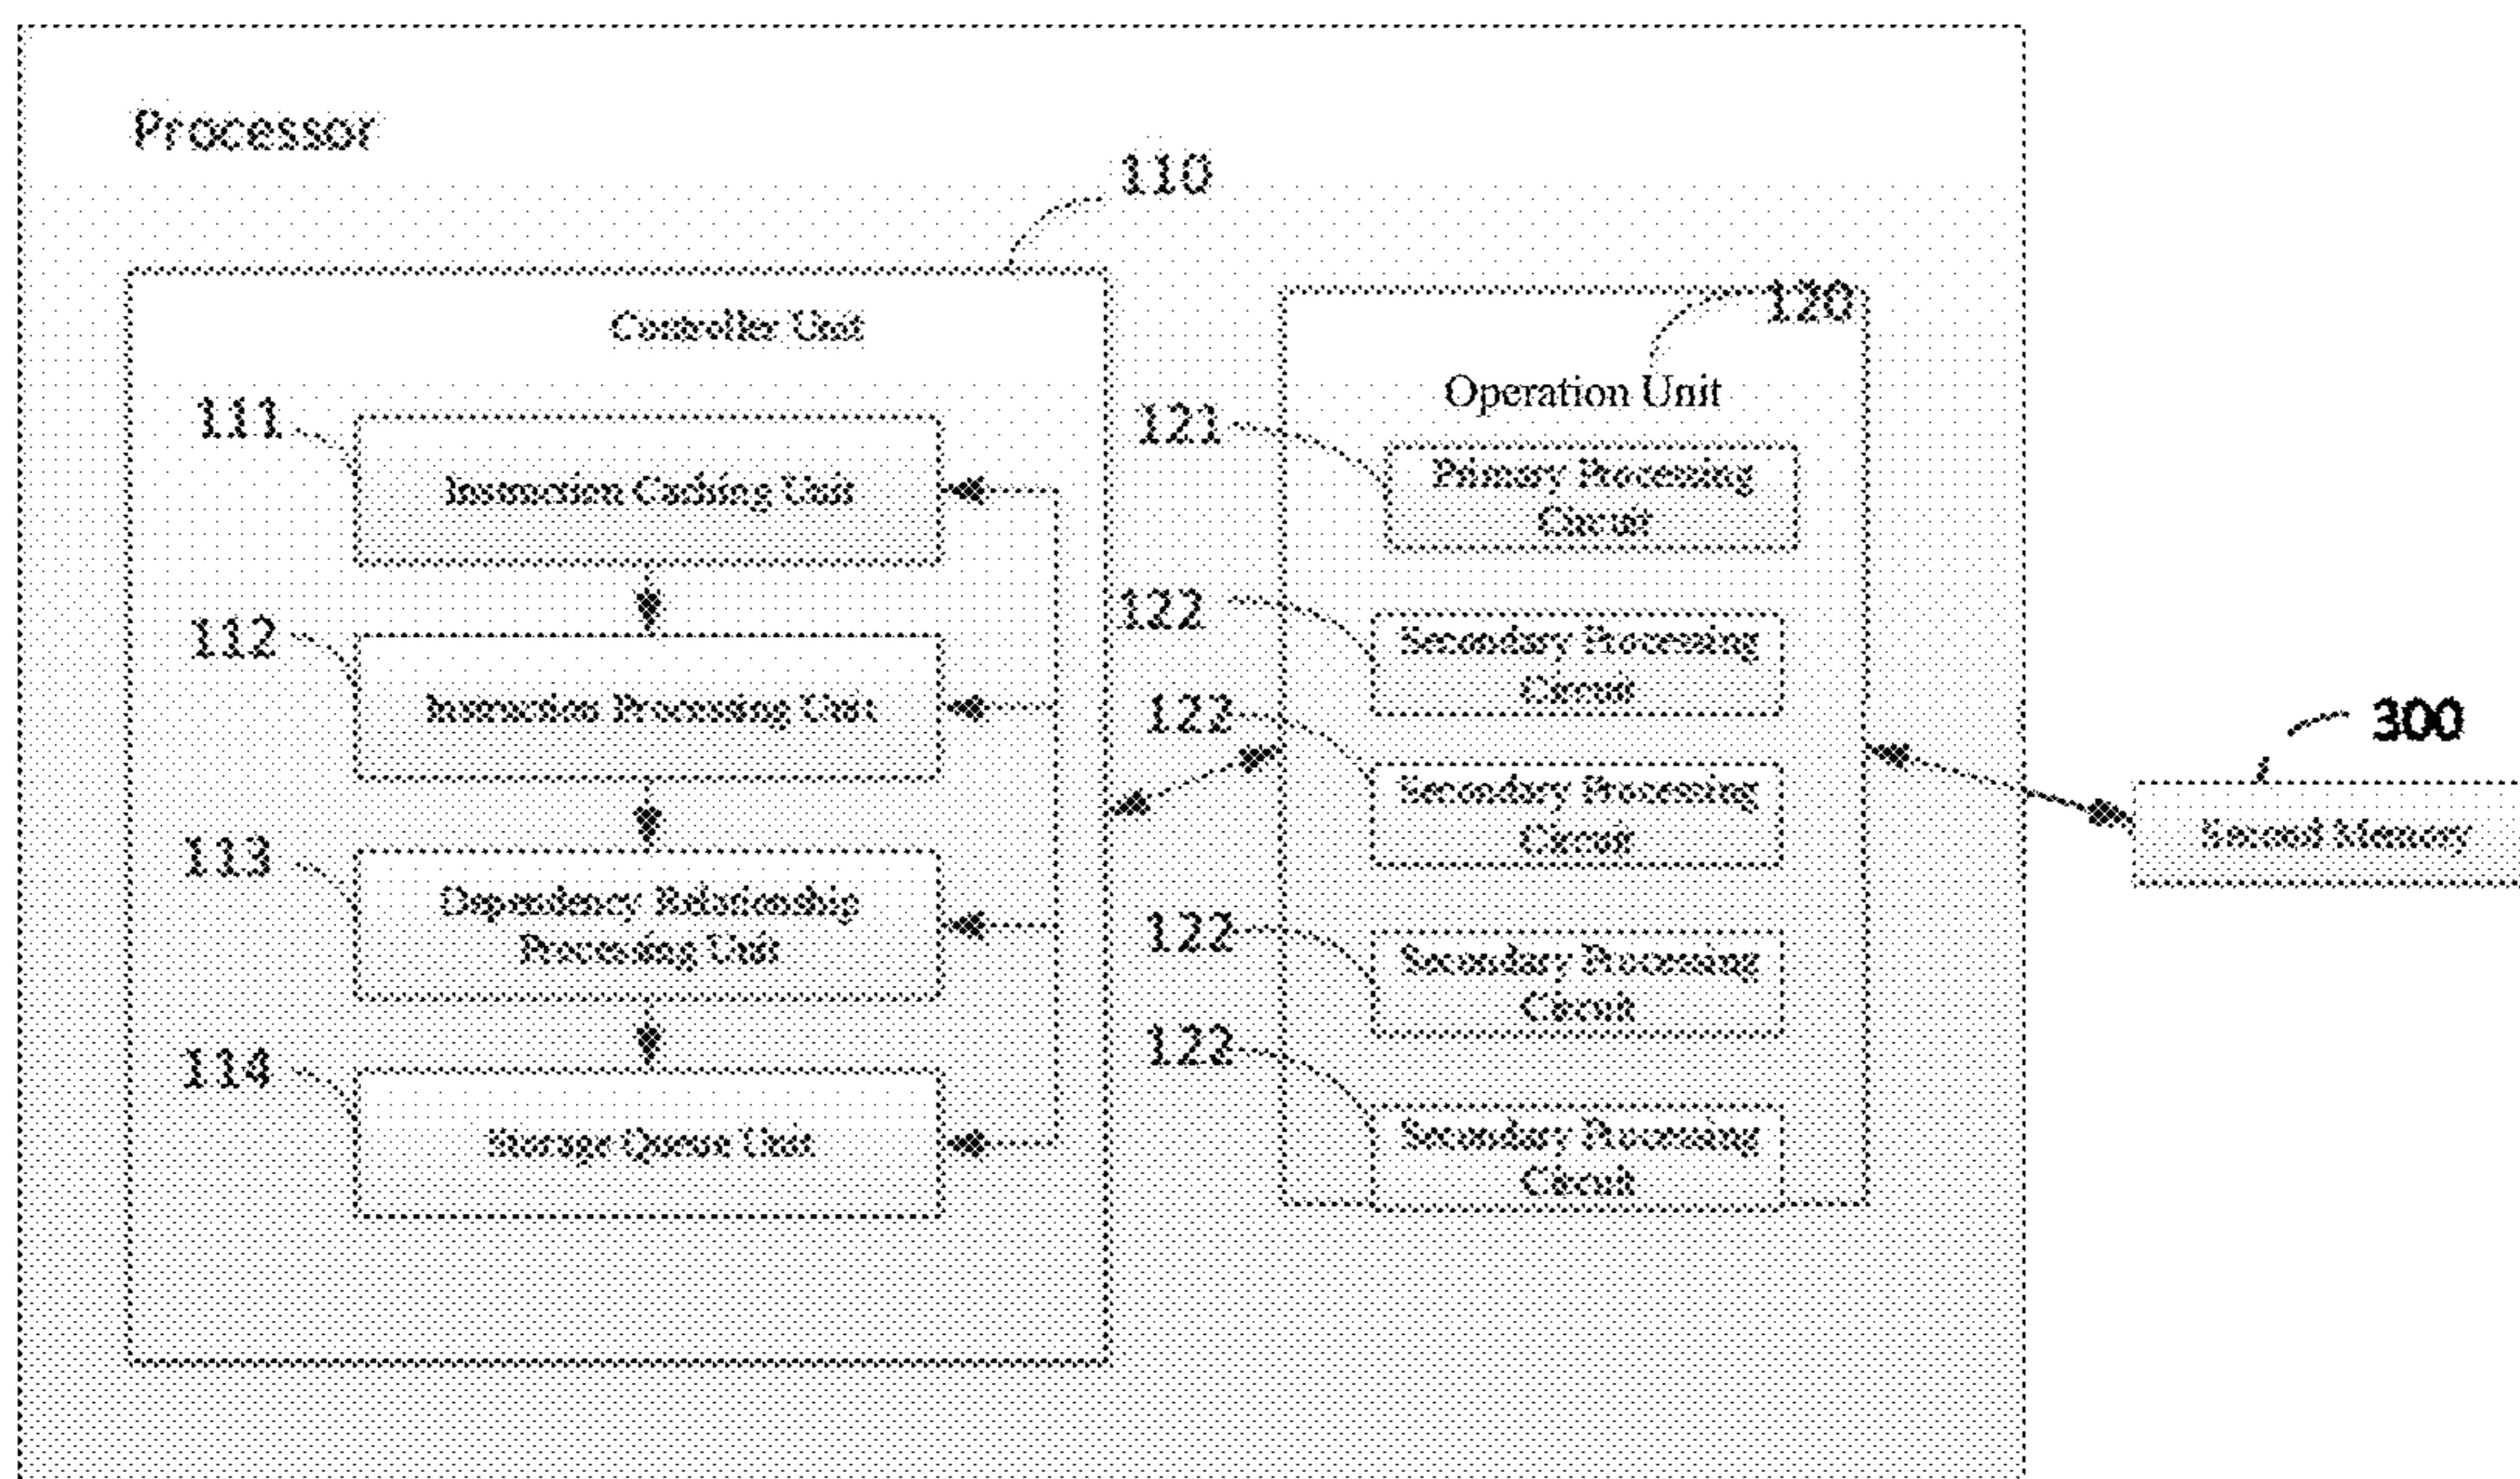 Processor
110
Controller Unit
120
Operation Unit
111
Instruction Caching Unit
121
Primary Processing
Circuit
112
Instruction Processing Unit
122
Secondary Processing
Circuit
122
Secondary Processing
Circuit
300
Second Memory
113
Dependency Relationship
Processing Unit
122
Secondary Processing
Circuit
114
Storage Queue Unit
122
Secondary Processing
Circuit